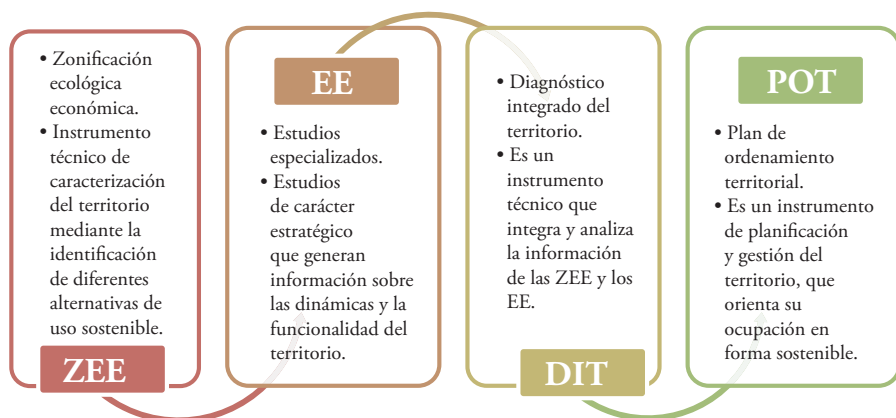 • Zonificación
ecológica
económica.
• Instrumento
técnico de
caracterización
del territorio
mediante la
identificación
de diferentes
alternativas de
uso sostenible.
ZEE
EE
• Estudios
especializados.
• Estudios
de carácter
estratégico
que generan
información sobre
las dinámicas y la
funcionalidad del
territorio.
• Diagnóstico
integrado del
territorio.
• Es un
instrumento
técnico que
integra y analiza
la información
de las ZEE y los
EE.
DIT
POT
• Plan de
ordenamiento
territorial.
• Es un instrumento
de planificación
y gestión del
territorio, que
orienta su
ocupación en
forma sostenible.